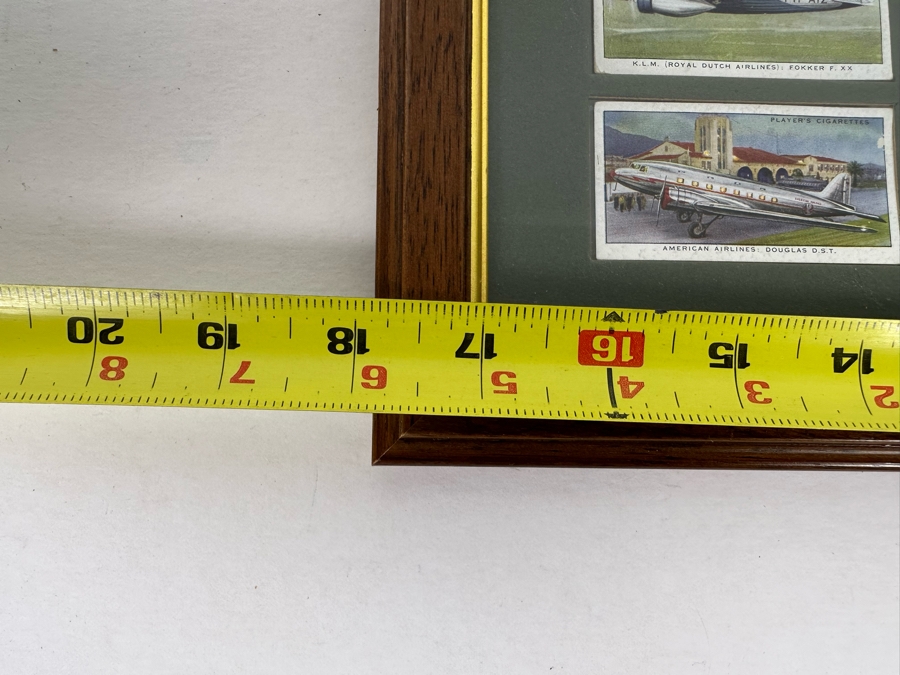 K.L.M. (ROYAL DUTCH AIRLINES): FOKKER F. XX
PLAYER'S CIGARETTES
AMERICAN AIRLINES: DOUGLAS D.S.T.
20 19 18 17 16 15 14
8 7 6 5 4 3 2